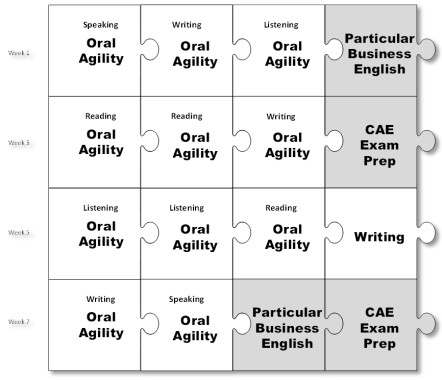 Speaking Writing Listening
Oral Agility Oral Agility Oral Agility Particular Business English
Week 1
Reading Reading Writing
Oral Agility Oral Agility Oral Agility CAE Exam Prep
Week 3
Listening Listening Reading
Oral Agility Oral Agility Oral Agility Writing
Week 5
Writing Speaking
Oral Agility Oral Agility Particular Business English CAE Exam Prep
Week 7